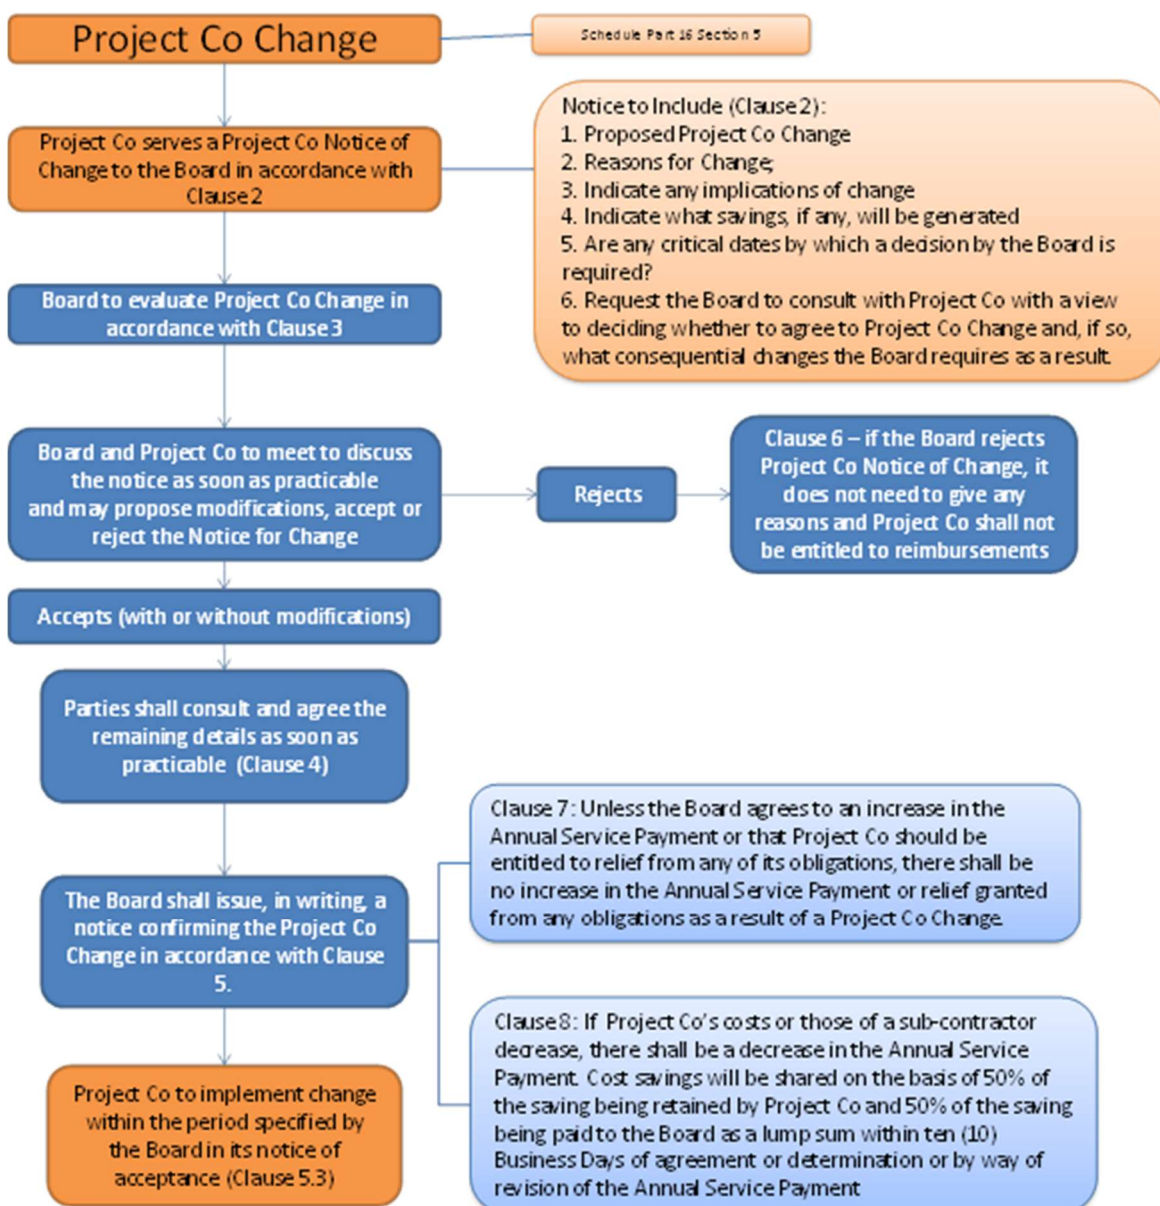 Project Co Change
Schedule Part 16 Section 5
Project Co serves a Project Co Notice of
Change to the Board in accordance with
Clause 2
Notice to Include (Clause 2):
1. Proposed Project Co Change
2. Reasons for Change;
3. Indicate any implications of change
4. Indicate what savings, if any, will be generated
5. Are any critical dates by which a decision by the Board is
required?
6. Request the Board to consult with Project Co with a view
to deciding whether to agree to Project Co Change and, if so,
what consequential changes the Board requires as a result.
Board to evaluate Project Co Change in
accordance with Clause 3
Board and Project Co to meet to discuss
the notice as soon as practicable
and may propose modifications, accept or
reject the Notice for Change
Rejects
Clause 6 – if the Board rejects
Project Co Notice of Change, it
does not need to give any
reasons and Project Co shall not
be entitled to reimbursements
Accepts (with or without modifications)
Parties shall consult and agree the
remaining details as soon as
practicable (Clause 4)
The Board shall issue, in writing, a
notice confirming the Project Co
Change in accordance with Clause
5.
Clause 7: Unless the Board agrees to an increase in the
Annual Service Payment or that Project Co should be
entitled to relief from any of its obligations, there shall be
no increase in the Annual Service Payment or relief granted
from any obligations as a result of a Project Co Change.
Clause 8: If Project Co's costs or those of a sub-contractor
decrease, there shall be a decrease in the Annual Service
Payment. Cost savings will be shared on the basis of 50% of
the saving being retained by Project Co and 50% of the saving
being paid to the Board as a lump sum within ten (10)
Business Days of agreement or determination or by way of
revision of the Annual Service Payment
Project Co to implement change
within the period specified by
the Board in its notice of
acceptance (Clause 5.3)